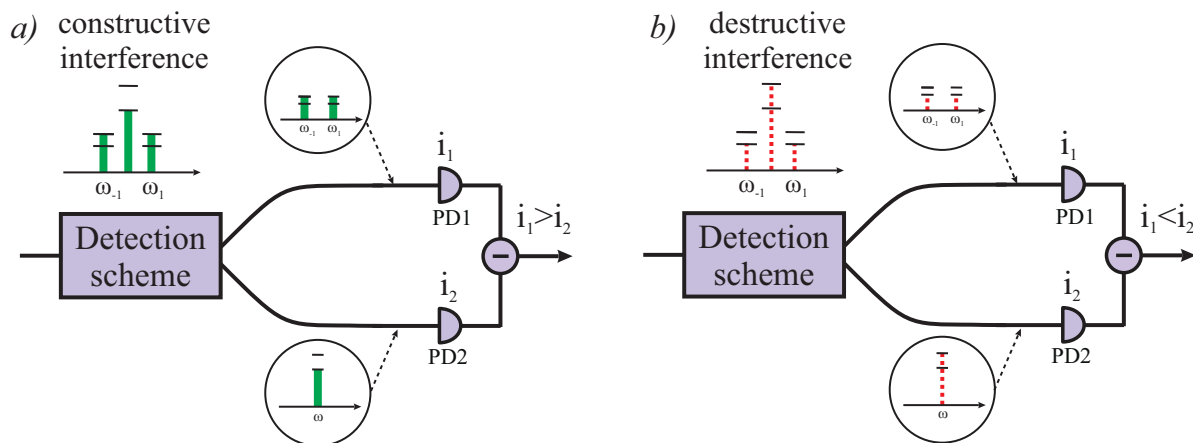 a)
constructive
interference
ω₋₁ ω₁
ω₋₁ ω₁
i₁
PD1
Detection
scheme
−
i₁>i₂
i₂
PD2
ω
b)
destructive
interference
ω₋₁ ω₁
ω₋₁ ω₁
i₁
PD1
Detection
scheme
−
i₁<i₂
i₂
PD2
ω